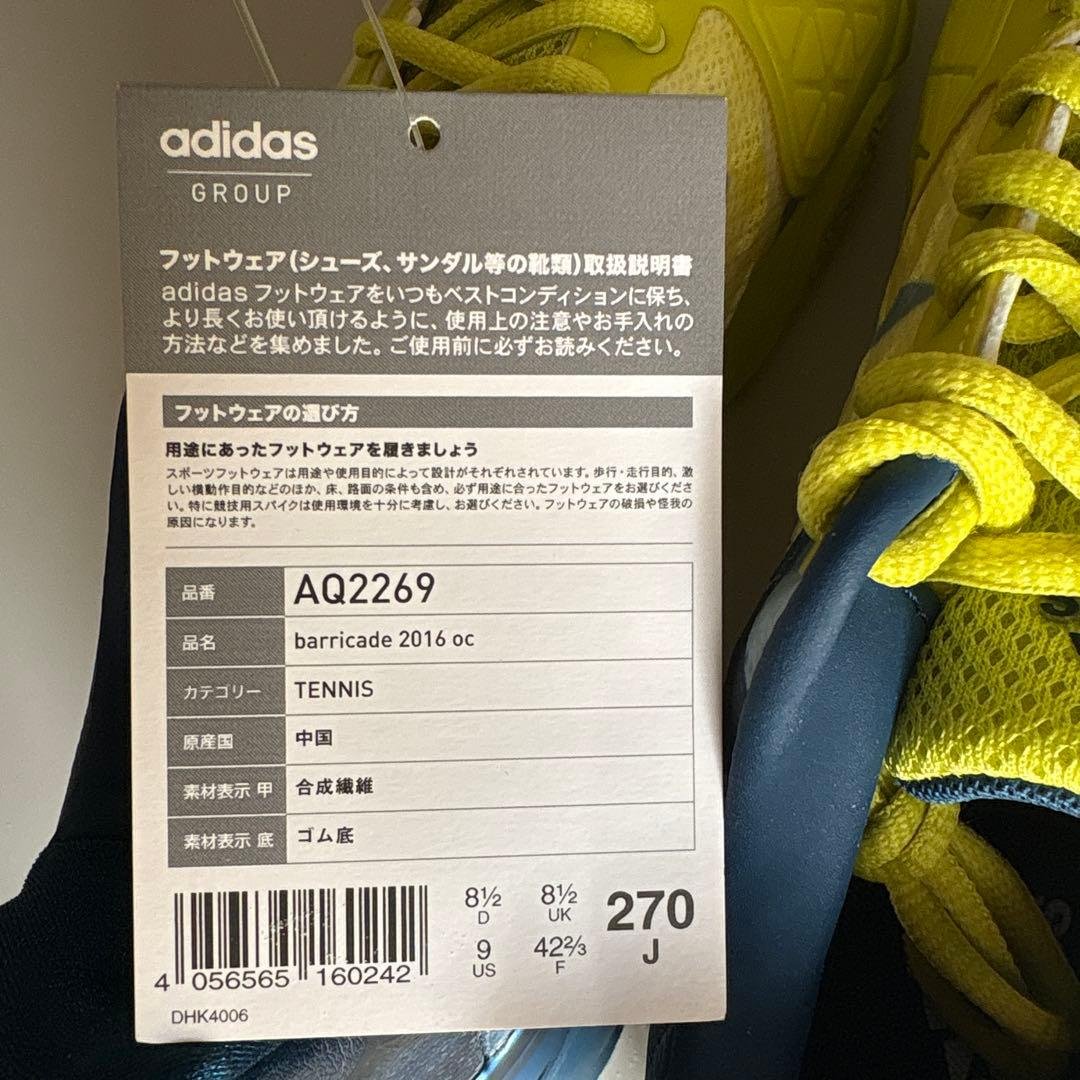 adidas
GROUP
フットウェア(シューズ、サンダル等の靴類)取扱説明書
adidas フットウェアをいつもベストコンディションに保ち、
より長くお使い頂けるように、使用上の注意やお手入れの
方法などを集めました。ご使用前に必ずお読みください。
フットウェアの選び方
用途にあったフットウェアを履きましょう
スポーツフットウェアは用途や使用目的によって設計がそれぞれされています。歩行・走行目的、激
しい横動作目的などのほか、床、路面の条件も含め、必ず用途に合ったフットウェアをお選びくださ
い。特に競技用スパイクは使用環境を十分に考慮し、お選びください。フットウェアの破損や怪我の
原因になります。
品番 AQ2269
品名 barricade 2016 oc
カテゴリー TENNIS
原産国 中国
素材表示 甲 合成繊維
素材表示 底 ゴム底
8½ D 8½ UK 270 J
9 US 42⅔ F
4 056565 160242
DHK4006